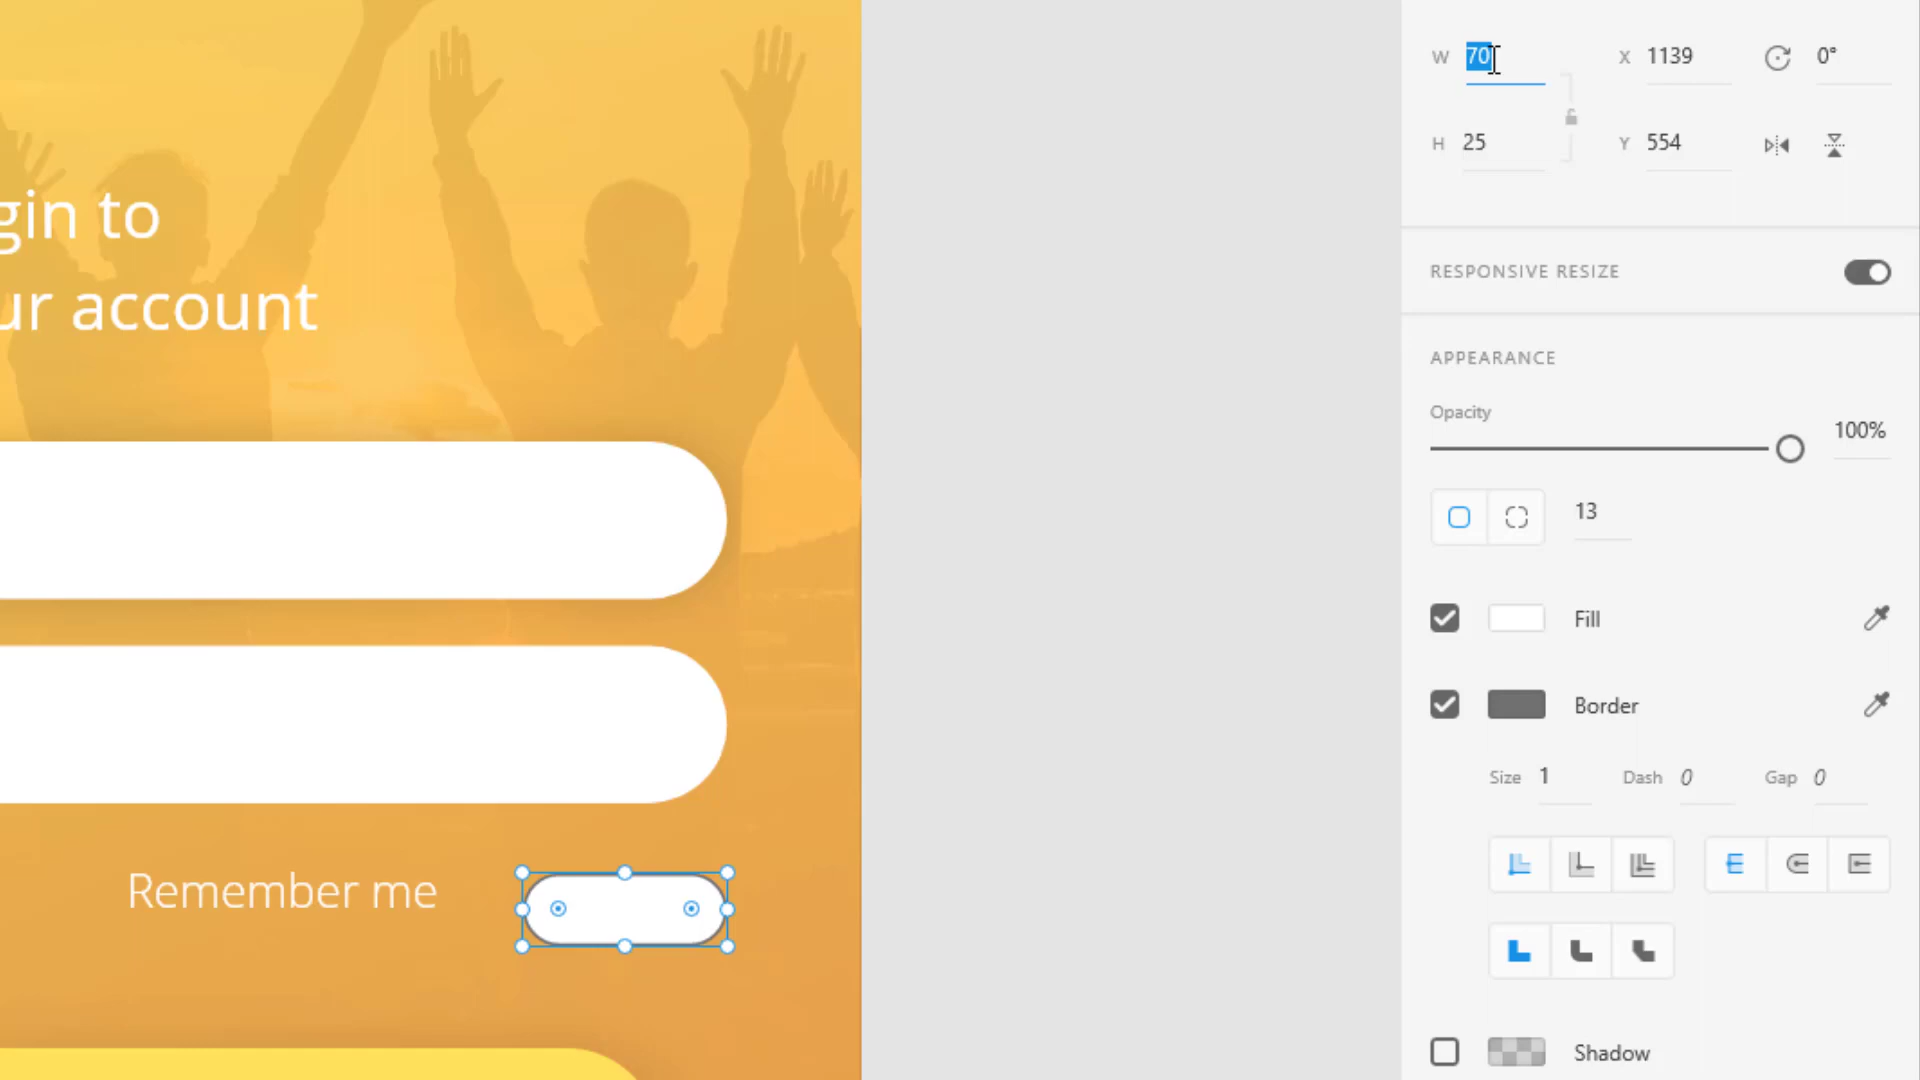 gin to
ur account
Remember me
W 70 X 1139 0°
H 25 Y 554
RESPONSIVE RESIZE
APPEARANCE
Opacity
100%
13
Fill
Border
Size 1 Dash 0 Gap 0
Shadow